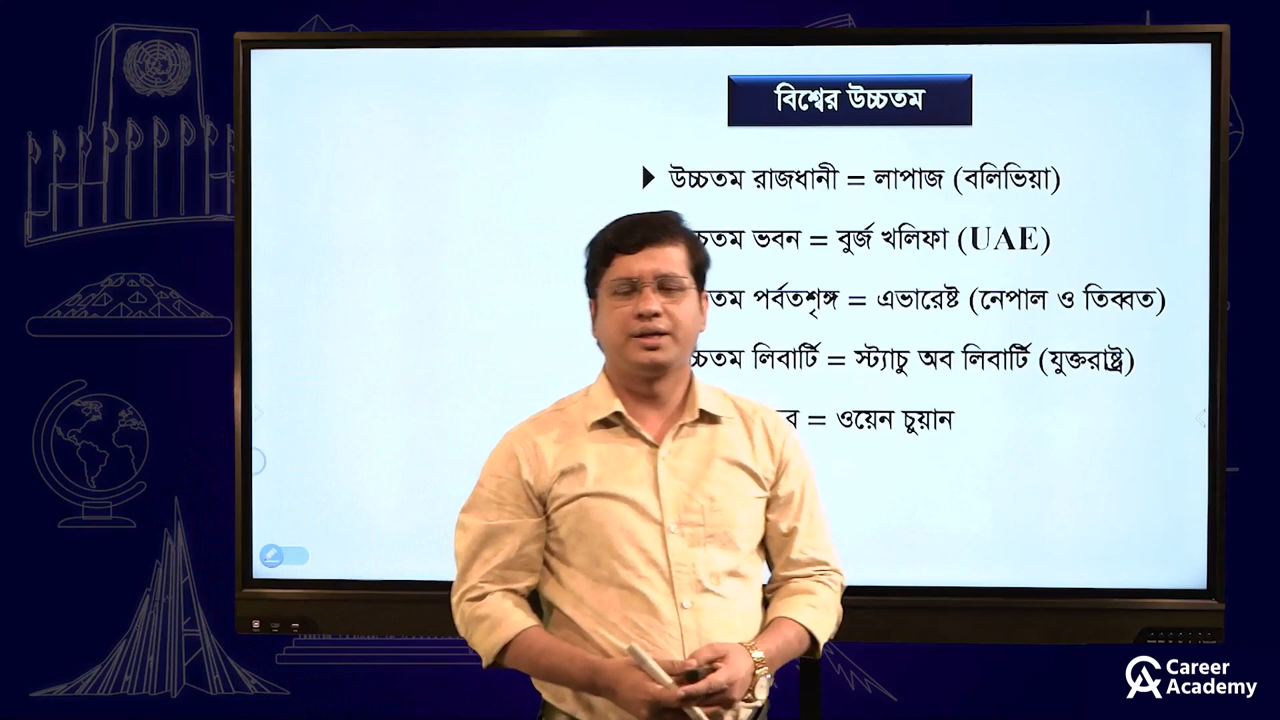 বিশ্বের উচ্চতম
উচ্চতম রাজধানী = লাপাজ (বলিভিয়া)
ভবন = বুর্জ খলিফা (UAE)
পর্বতশৃঙ্গ = এভারেষ্ট (নেপাল ও তিব্বত)
লিবার্টি = স্ট্যাচু অব লিবার্টি (যুক্তরাষ্ট্র)
= ওয়েন চুয়ান
Career
Academy